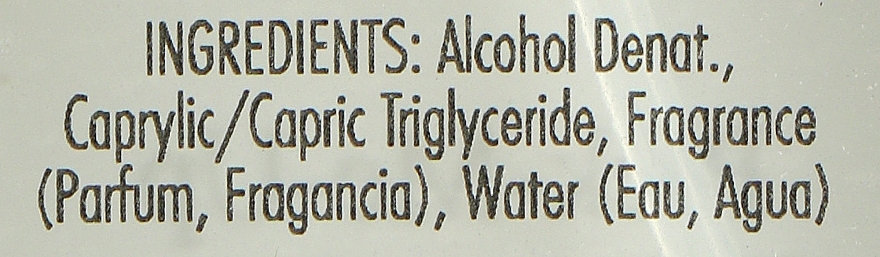 INGREDIENTS: Alcohol Denat.,
Caprylic/Capric Triglyceride, Fragrance
(Parfum, Fragancia), Water (Eau, Agua)